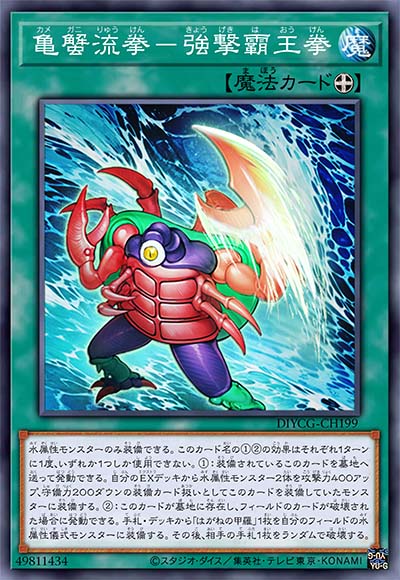 亀蟹流拳－強撃覇王拳
魔
【魔法カード】
DIYCG-CH199
水属性モンスターのみ装備できる。このカード名の①②の効果はそれぞれ1ターン
に1度、いずれか1つしか使用できない。①：装備されているこのカードを墓地へ
送って発動できる。自分のEXデッキから水属性モンスター2体を攻撃力400アッ
プ、守備力200ダウンの装備カード扱いとしてこのカードを装備していたモンス
ターに装備する。②：このカードが墓地に存在し、フィールドのカードが破壊さ
れた場合に発動できる。手札・デッキから「はがねの甲羅」1枚を自分のフィールドの水
属性儀式モンスターに装備する。その後、相手の手札1枚をランダムで破壊する。
49811434
©スタジオ・ダイス／集英社・テレビ東京・KONAMI